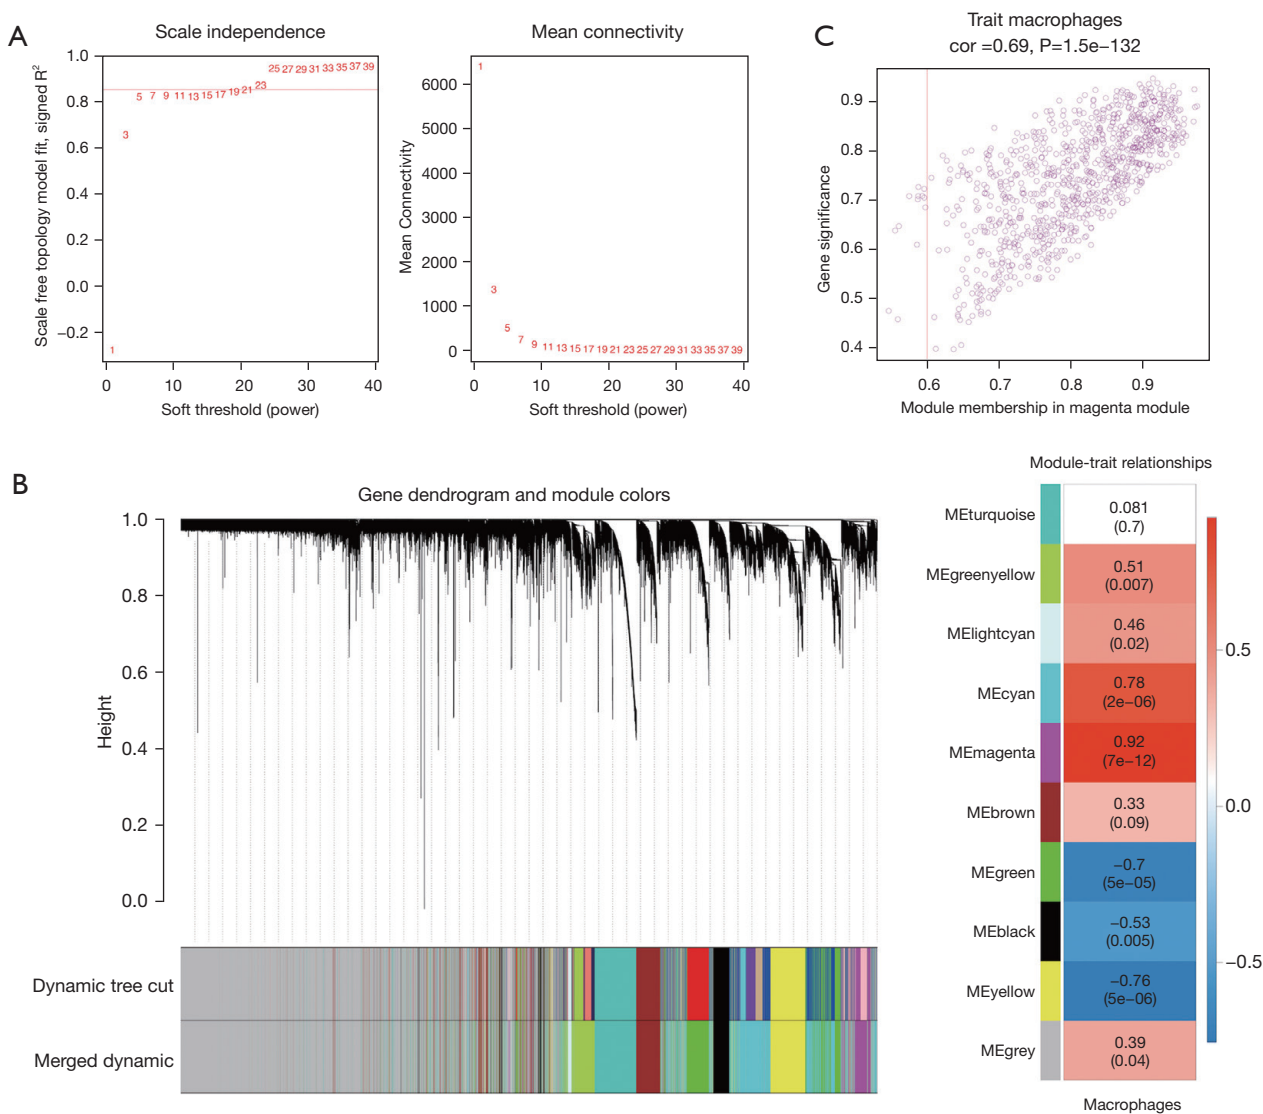 A
Scale independence
Scale free topology model fit, signed R²
1.0
0.8
0.6
0.4
0.2
0.0
−0.2
1
3
5 7 9 11 13 15 17 19 21 23 25 27 29 31 33 35 37 39
0 10 20 30 40
Soft threshold (power)
Mean connectivity
Mean Connectivity
6000
5000
4000
3000
2000
1000
0
1
3
5
7
9 11 13 15 17 19 21 23 25 27 29 31 33 35 37 39
0 10 20 30 40
Soft threshold (power)
C
Trait macrophages
cor =0.69, P=1.5e−132
Gene significance
0.9
0.8
0.7
0.6
0.5
0.4
0.6 0.7 0.8 0.9
Module membership in magenta module
B
Gene dendrogram and module colors
Height
1.0
0.8
0.6
0.4
0.2
0.0
Dynamic tree cut
Merged dynamic
Module-trait relationships
MEturquoise 0.081
(0.7)
MEgreenyellow 0.51
(0.007)
MElightcyan 0.46
(0.02)
MEcyan 0.78
(2e−06)
MEmagenta 0.92
(7e−12)
MEbrown 0.33
(0.09)
MEgreen −0.7
(5e−05)
MEblack −0.53
(0.005)
MEyellow −0.76
(5e−06)
MEgrey 0.39
(0.04)
Macrophages
0.5
0.0
−0.5